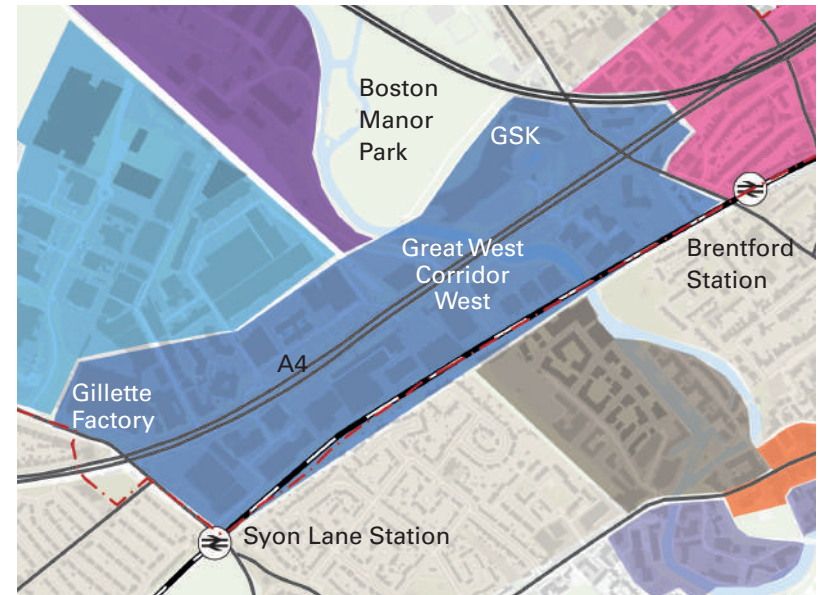 Boston
Manor
Park
GSK
Great West
Corridor
West
Brentford
Station
A4
Gillette
Factory
Syon Lane Station